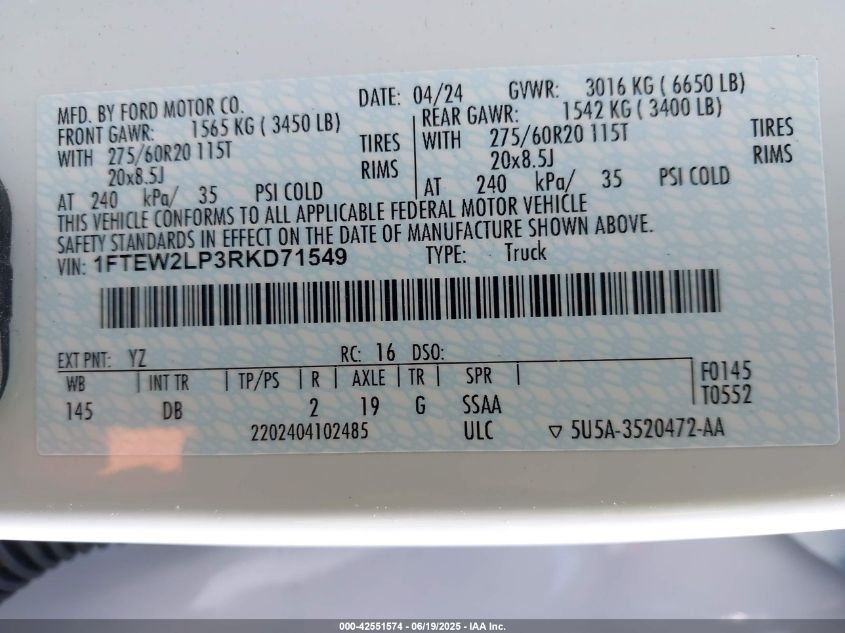 MFD. BY FORD MOTOR CO. DATE: 04/24 GVWR: 3016 KG ( 6650 LB)
FRONT GAWR: 1565 KG ( 3450 LB) REAR GAWR: 1542 KG ( 3400 LB)
WITH 275/60R20 115T TIRES WITH 275/60R20 115T TIRES
20x8.5J RIMS 20x8.5J RIMS
AT 240 kPa/ 35 PSI COLD AT 240 kPa/ 35 PSI COLD
THIS VEHICLE CONFORMS TO ALL APPLICABLE FEDERAL MOTOR VEHICLE
SAFETY STANDARDS IN EFFECT ON THE DATE OF MANUFACTURE SHOWN ABOVE.
VIN: 1FTEW2LP3RKD71549 TYPE: Truck
EXT PNT: YZ RC: 16 DSO:
WB | INT TR | TP/PS | R | AXLE | TR | SPR | F0145
145 DB 2 19 G SSAA T0552
2202404102485 ULC ▽ 5U5A-3520472-AA
000-42551574 - 06/19/2025 - IAA Inc.